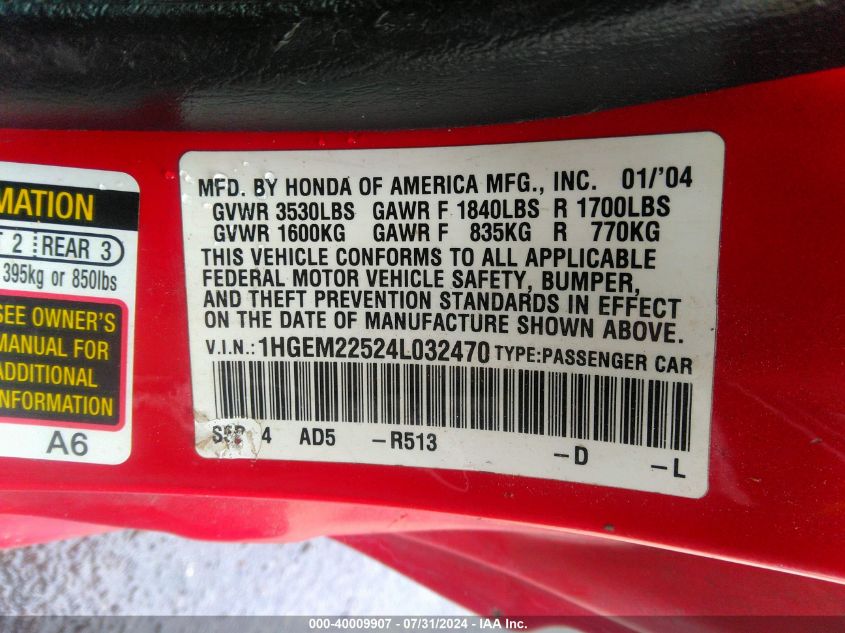 MATION
T 2 REAR 3
395kg or 850lbs
SEE OWNER'S
MANUAL FOR
ADDITIONAL
INFORMATION
A6
MFD. BY HONDA OF AMERICA MFG., INC. 01/'04
GVWR 3530LBS GAWR F 1840LBS R 1700LBS
GVWR 1600KG GAWR F 835KG R 770KG
THIS VEHICLE CONFORMS TO ALL APPLICABLE
FEDERAL MOTOR VEHICLE SAFETY, BUMPER,
AND THEFT PREVENTION STANDARDS IN EFFECT
ON THE DATE OF MANUFACTURE SHOWN ABOVE.
V.I.N.: 1HGEM22524L032470 TYPE:PASSENGER CAR
4 AD5 -R513 -D -L
000-40009907 - 07/31/2024 - IAA Inc.